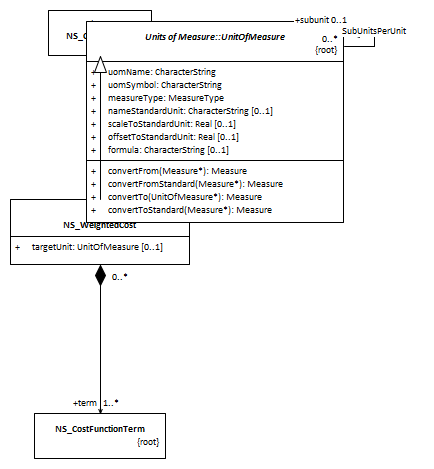 +subunit 0..1
SubUnitsPerUnit
Units of Measure::UnitOfMeasure
0..*
{root}
+ uomName: CharacterString
+ uomSymbol: CharacterString
+ measureType: MeasureType
+ nameStandardUnit: CharacterString [0..1]
+ scaleToStandardUnit: Real [0..1]
+ offsetToStandardUnit: Real [0..1]
+ formula: CharacterString [0..1]
+ convertFrom(Measure*): Measure
+ convertFromStandard(Measure*): Measure
+ convertTo(UnitOfMeasure*): Measure
+ convertToStandard(Measure*): Measure
NS_WeightedCost
+ targetUnit: UnitOfMeasure [0..1]
0..*
+term 1..*
NS_CostFunctionTerm
{root}